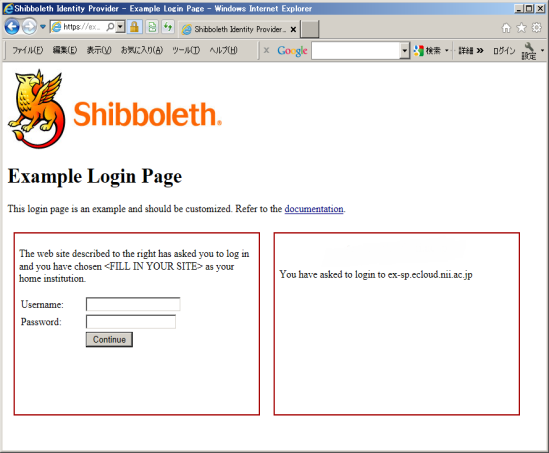 Shibboleth Identity Provider - Example Login Page - Windows Internet Explorer
https://ex...
Shibboleth Identity Provider...
ファイル(F) 編集(E) 表示(V) お気に入り(A) ツール(T) ヘルプ(H)
Google 検索 詳細 ログイン 設定
Shibboleth.
Example Login Page
This login page is an example and should be customized. Refer to the documentation.
The web site described to the right has asked you to log in
and you have chosen <FILL IN YOUR SITE> as your
home institution.
Username:
Password:
Continue
You have asked to login to ex-sp.ecloud.nii.ac.jp